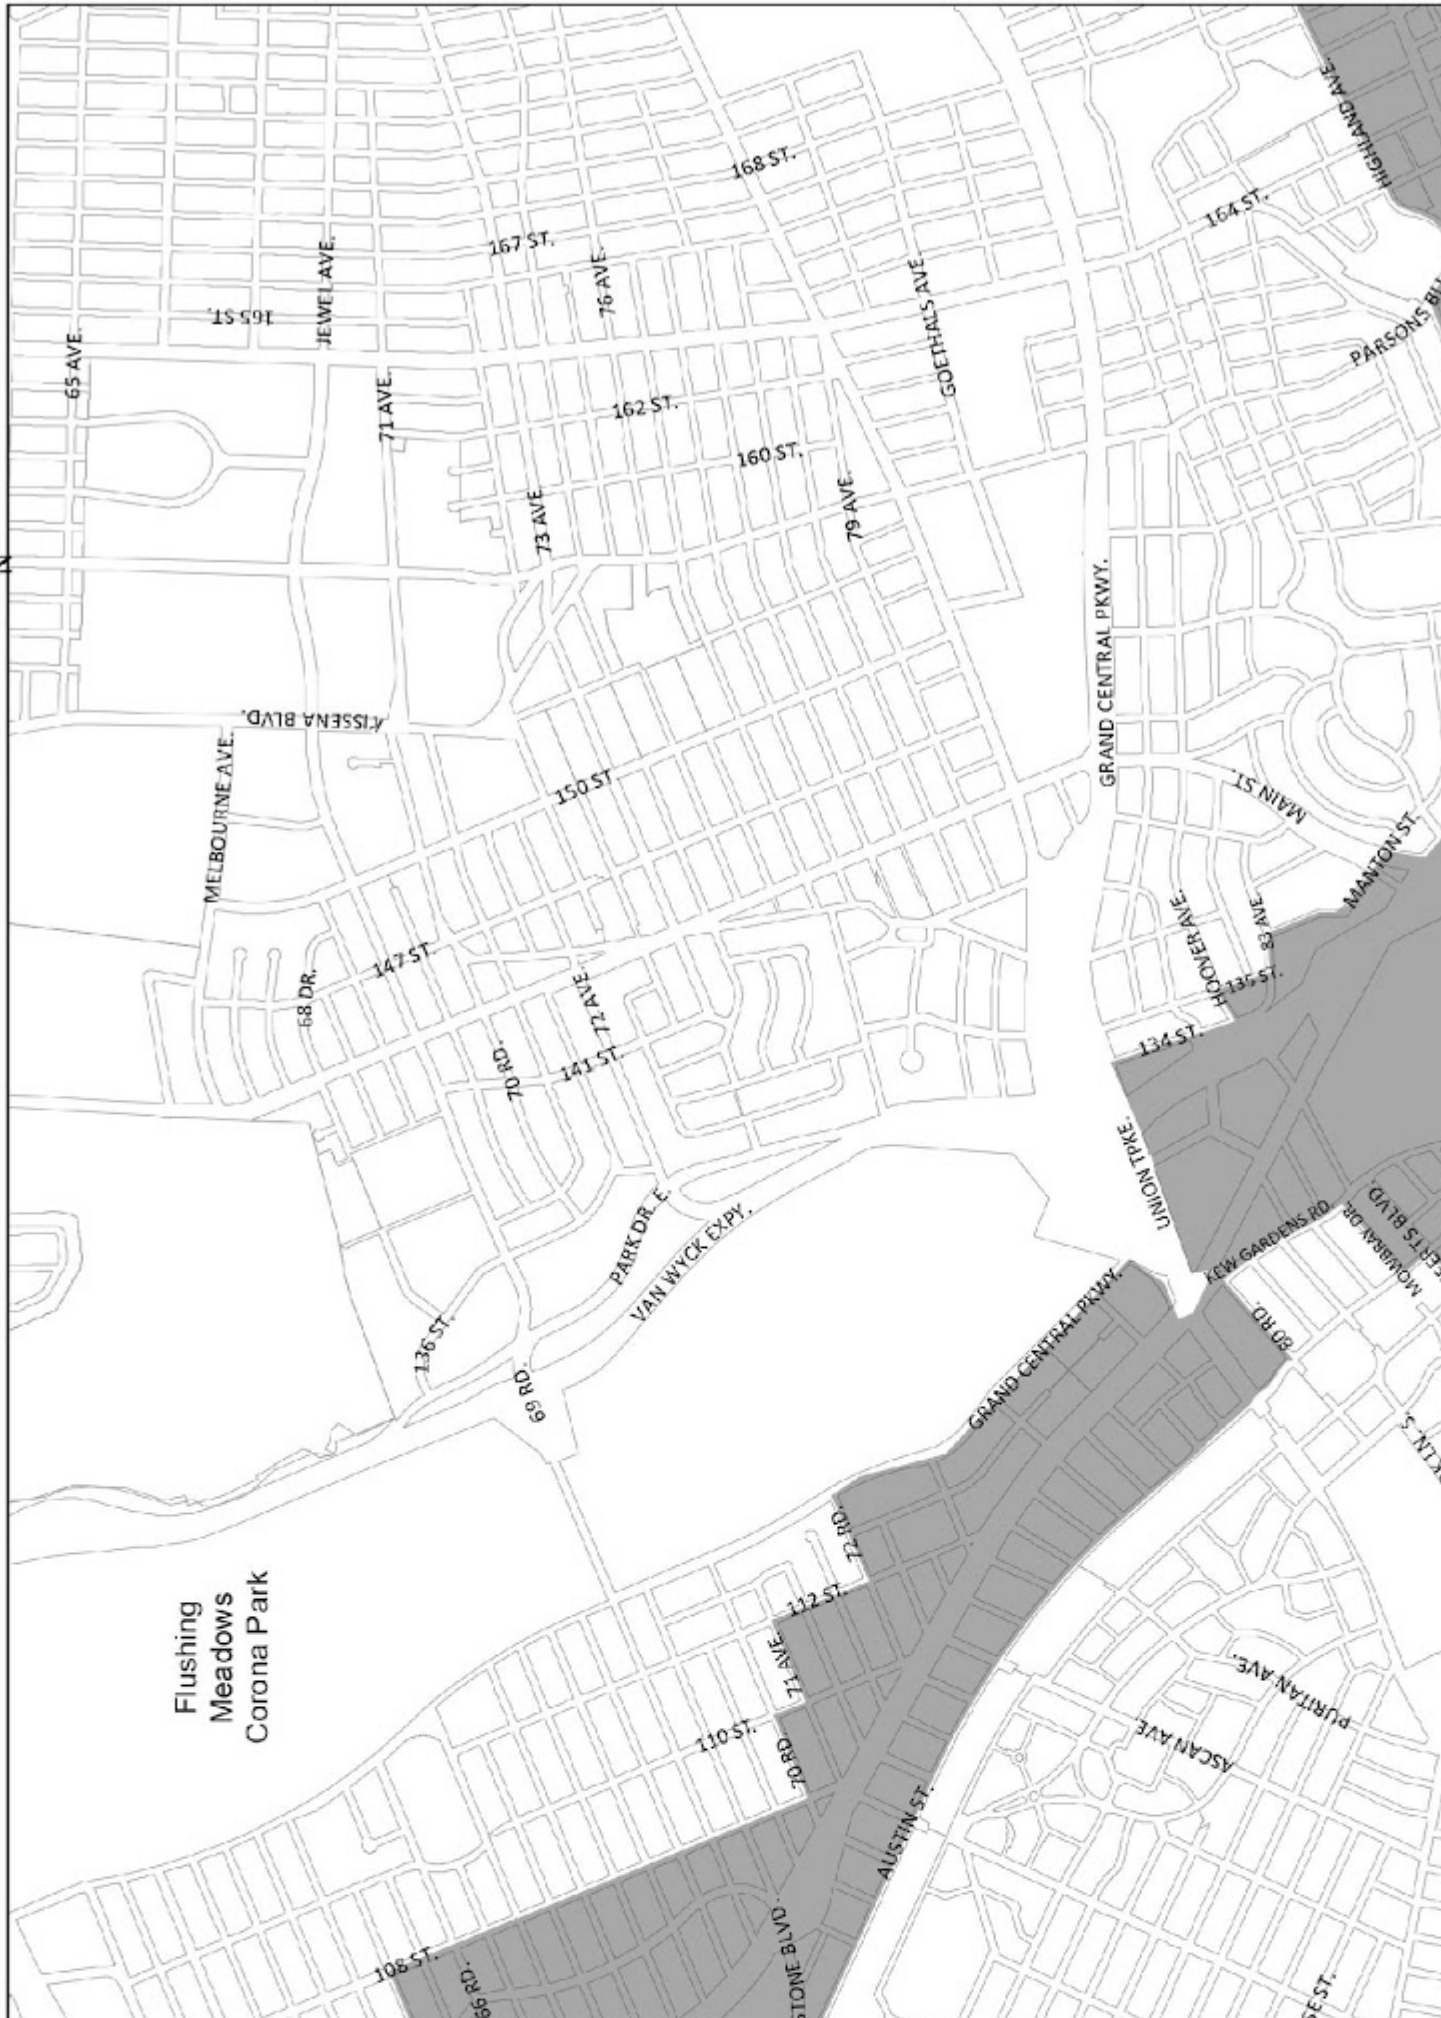 HIGHLAND AVE.
168 ST.
164 ST.
167 ST.
76 AVE.
JEWEL AVE.
165 ST.
GOETHALS AVE.
65 AVE.
PARSONS
71 AVE.
162 ST.
160 ST.
73 AVE.
79 AVE.
N
GRAND CENTRAL PKWY.
KISSENA BLVD.
MELBOURNE AVE.
150 ST.
MAIN ST.
MANTON ST.
HOOVER AVE.
83 AVE.
147 ST.
68 DR.
72 AVE.
135 ST.
134 ST.
70 RD.
141 ST.
UNION TPKE.
PARK DR. E.
VAN WYCK EXPY.
KEW GARDENS RD.
MOWBRAY DR.
BLVD.
136 ST.
69 RD.
GRAND CENTRAL PKWY.
80 RD.
72 RD.
112 ST.
Flushing
Meadows
Corona Park
71 AVE.
110 ST.
70 RD.
PURITAN AVE.
ASCAN AVE
AUSTIN ST.
108 ST.
66 RD.
STONE BLVD.